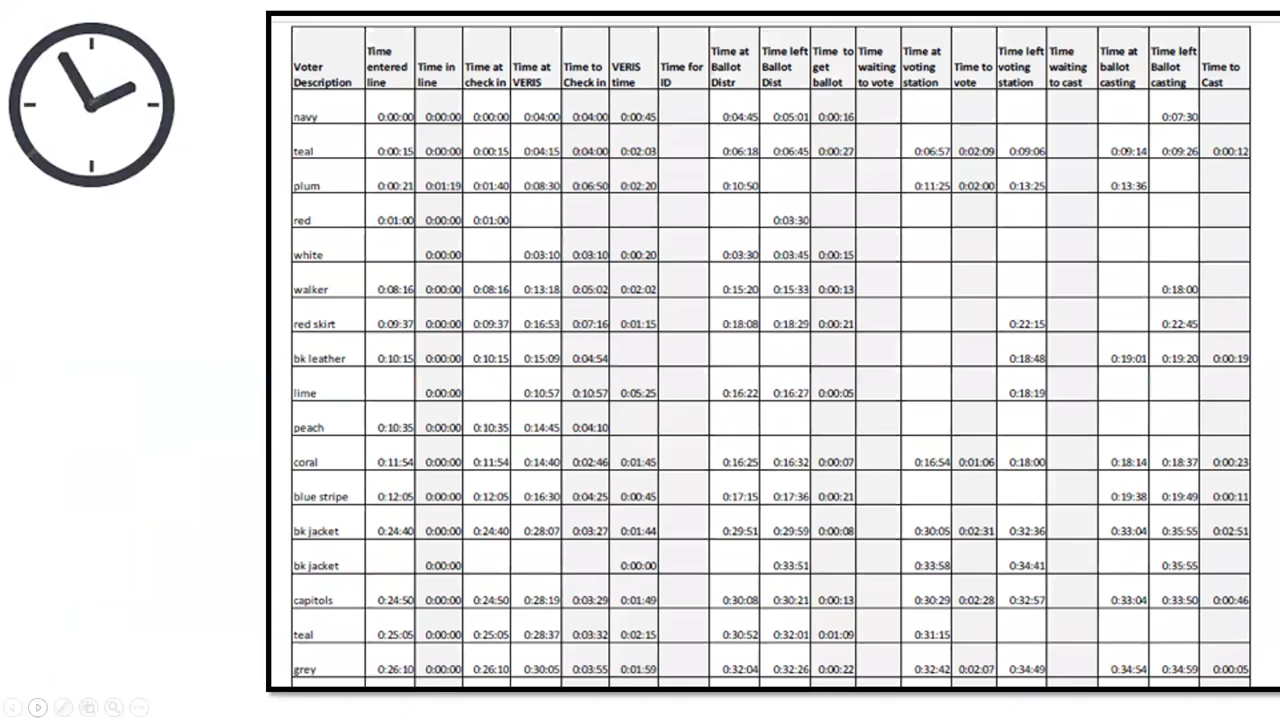 Voter Description Time entered line Time in line Time at check in Time at VERIS Time to Check in VERIS time Time for ID Time at Ballot Distr Time left Ballot Dist Time to get ballot Time waiting to vote Time at voting station Time to vote Time left voting station Time waiting to cast Time at ballot casting Time left Ballot casting Time to Cast
navy 0:00:00 0:00:00 0:00:00 0:04:00 0:04:00 0:00:45 0:04:45 0:05:01 0:00:16 0:07:30
teal 0:00:15 0:00:00 0:00:15 0:04:15 0:04:00 0:02:03 0:06:18 0:06:45 0:00:27 0:06:57 0:02:09 0:09:06 0:09:14 0:09:26 0:00:12
plum 0:00:21 0:01:19 0:01:40 0:08:30 0:06:50 0:02:20 0:10:50 0:11:25 0:02:00 0:13:25 0:13:36
red 0:01:00 0:00:00 0:01:00 0:03:30
white 0:00:00 0:03:10 0:03:10 0:00:20 0:03:30 0:03:45 0:00:15
walker 0:08:16 0:00:00 0:08:16 0:13:18 0:05:02 0:02:02 0:15:20 0:15:33 0:00:13 0:18:00
red skirt 0:09:37 0:00:00 0:09:37 0:16:53 0:07:16 0:01:15 0:18:08 0:18:29 0:00:21 0:22:15 0:22:45
bk leather 0:10:15 0:00:00 0:10:15 0:15:09 0:04:54 0:18:48 0:19:01 0:19:20 0:00:19
lime 0:00:00 0:10:57 0:10:57 0:05:25 0:16:22 0:16:27 0:00:05 0:18:19
peach 0:10:35 0:00:00 0:10:35 0:14:45 0:04:10
coral 0:11:54 0:00:00 0:11:54 0:14:40 0:02:46 0:01:45 0:16:25 0:16:32 0:00:07 0:16:54 0:01:06 0:18:00 0:18:14 0:18:37 0:00:23
blue stripe 0:12:05 0:00:00 0:12:05 0:16:30 0:04:25 0:00:45 0:17:15 0:17:36 0:00:21 0:19:38 0:19:49 0:00:11
bk jacket 0:24:40 0:00:00 0:24:40 0:28:07 0:03:27 0:01:44 0:29:51 0:29:59 0:00:08 0:30:05 0:02:31 0:32:36 0:33:04 0:35:55 0:02:51
bk jacket 0:00:00 0:00:00 0:33:51 0:33:58 0:34:41 0:35:55
capitols 0:24:50 0:00:00 0:24:50 0:28:19 0:03:29 0:01:49 0:30:08 0:30:21 0:00:13 0:30:29 0:02:28 0:32:57 0:33:04 0:33:50 0:00:46
teal 0:25:05 0:00:00 0:25:05 0:28:37 0:03:32 0:02:15 0:30:52 0:32:01 0:01:09 0:31:15
grey 0:26:10 0:00:00 0:26:10 0:30:05 0:03:55 0:01:59 0:32:04 0:32:26 0:00:22 0:32:42 0:02:07 0:34:49 0:34:54 0:34:59 0:00:05